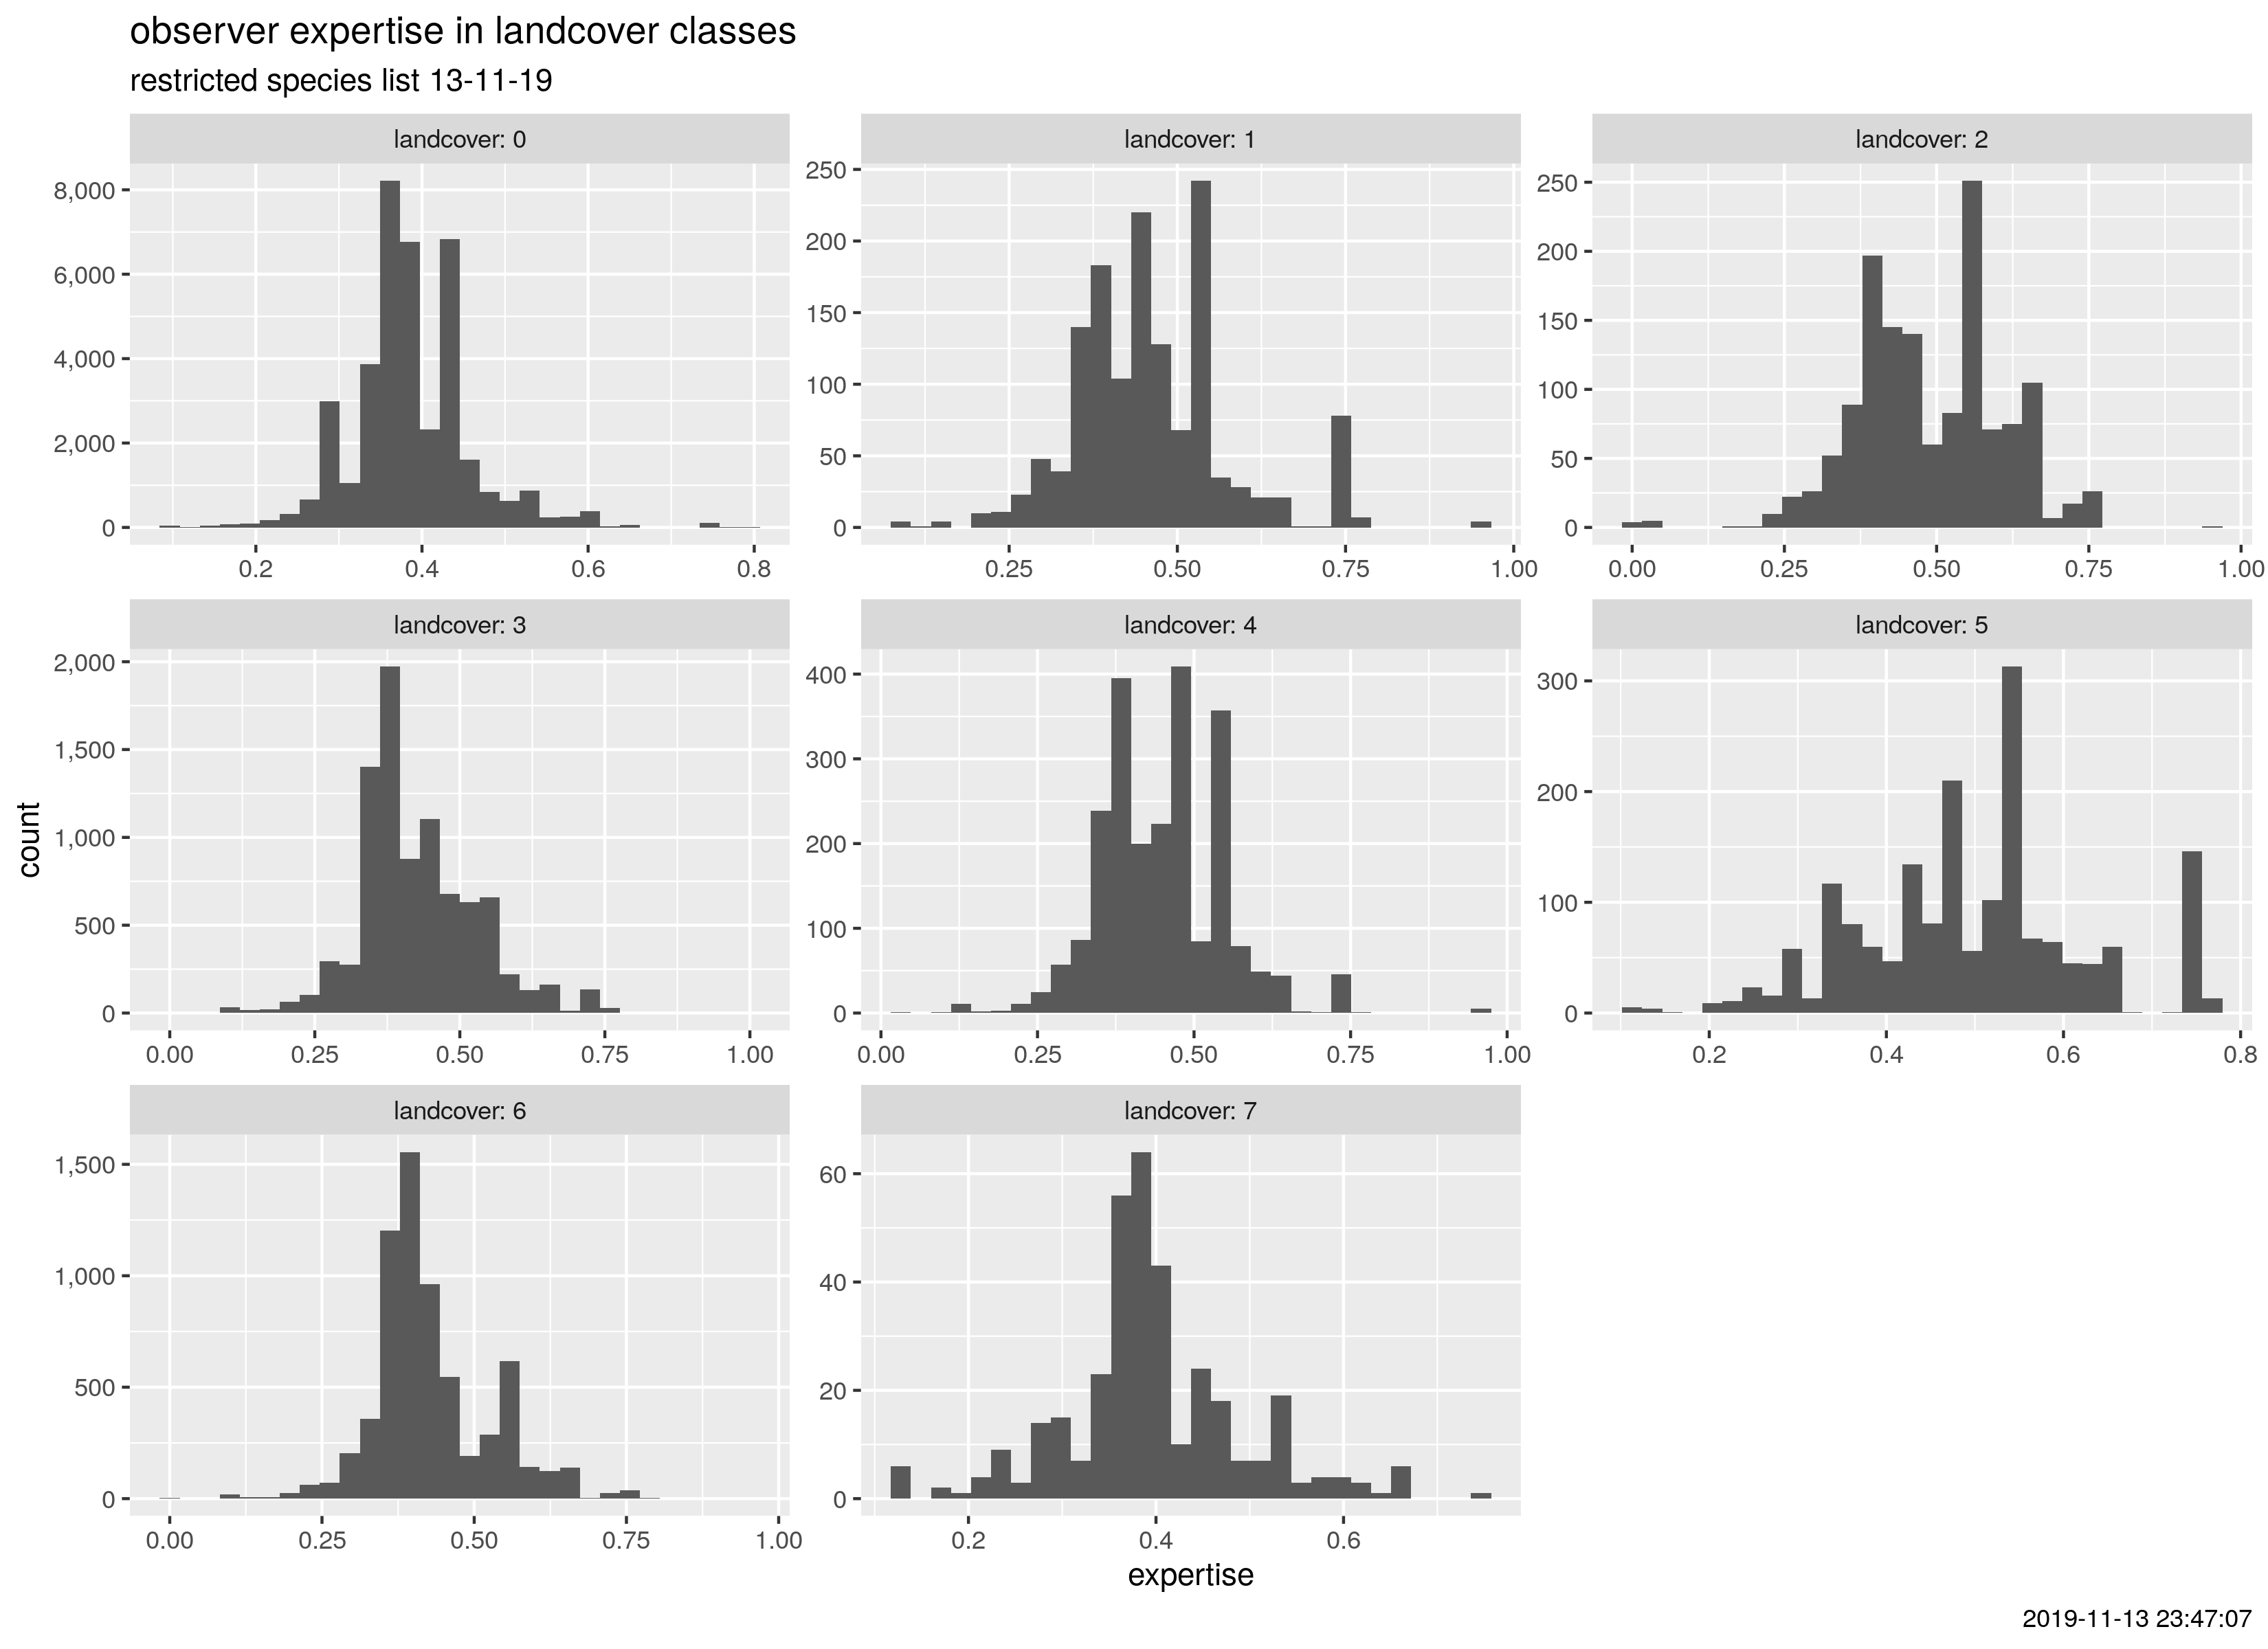 observer expertise in landcover classes
restricted species list 13-11-19
landcover: 0
8,000
6,000
4,000
2,000
0
0.2 0.4 0.6 0.8
landcover: 1
250
200
150
100
50
0
0.25 0.50 0.75 1.00
landcover: 2
250
200
150
100
50
0
0.00 0.25 0.50 0.75 1.00
count
landcover: 3
2,000
1,500
1,000
500
0
0.00 0.25 0.50 0.75 1.00
landcover: 4
400
300
200
100
0
0.00 0.25 0.50 0.75 1.00
landcover: 5
300
200
100
0
0.2 0.4 0.6 0.8
landcover: 6
1,500
1,000
500
0
0.00 0.25 0.50 0.75 1.00
landcover: 7
60
40
20
0
0.2 0.4 0.6
expertise
2019-11-13 23:47:07